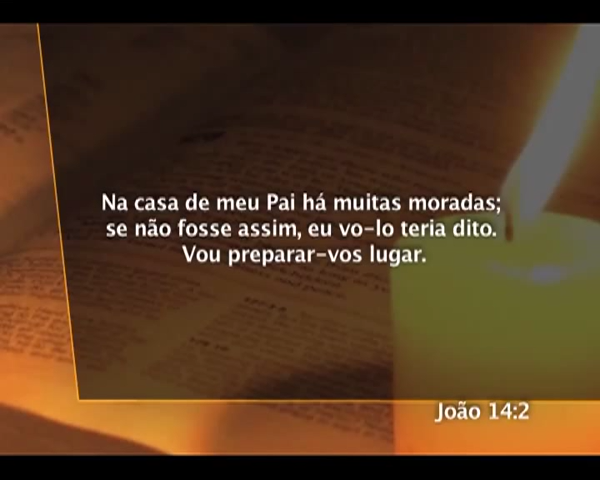 Na casa de meu Pai há muitas moradas;
se não fosse assim, eu vo-lo teria dito.
Vou preparar-vos lugar.
João 14:2